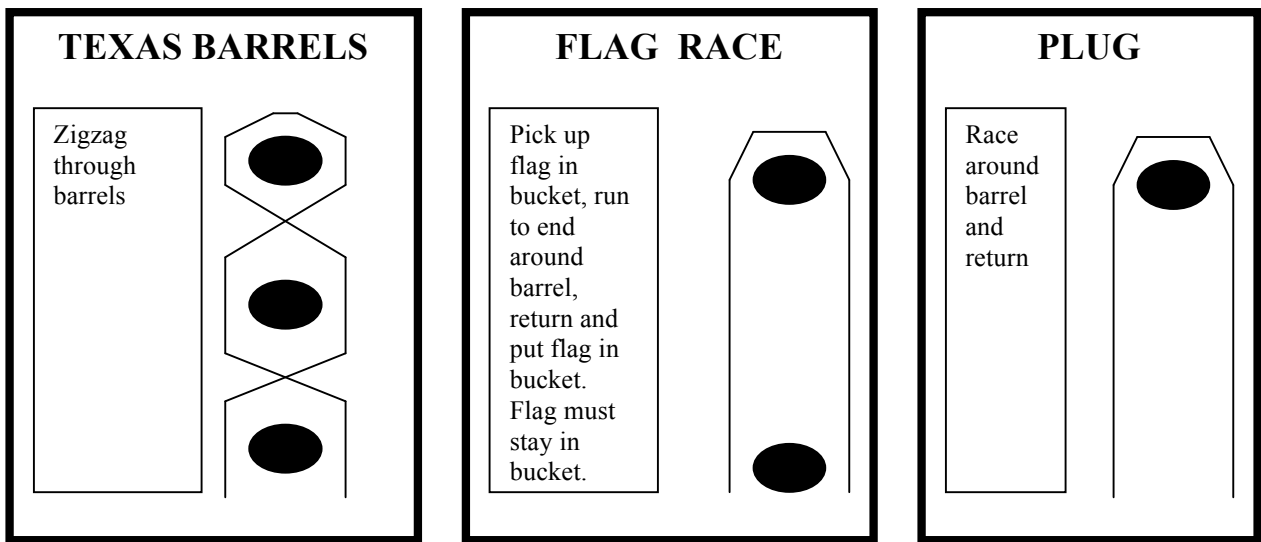 TEXAS BARRELS
Zigzag
through
barrels
FLAG RACE
Pick up
flag in
bucket, run
to end
around
barrel,
return and
put flag in
bucket.
Flag must
stay in
bucket.
PLUG
Race
around
barrel
and
return